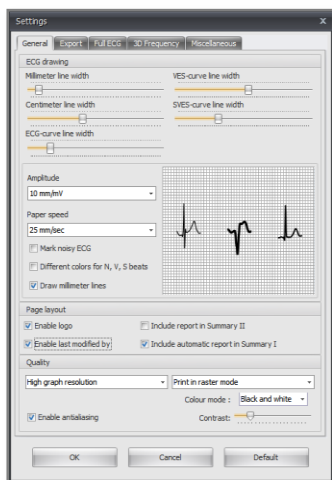 Settings x
General Export Full ECG 3D Frequency Miscellaneous
ECG drawing
Millimeter line width VES-curve line width
Centimeter line width SVES-curve line width
ECG-curve line width
Amplitude
10 mm/mV
Paper speed
25 mm/sec
Mark noisy ECG
Different colors for N, V, S beats
Draw millimeter lines
Page layout
Enable logo Include report in Summary II
Enable last modified by Include automatic report in Summary I
Quality
High graph resolution Print in raster mode
Colour mode : Black and white
Enable antialiasing Contrast:
OK Cancel Default